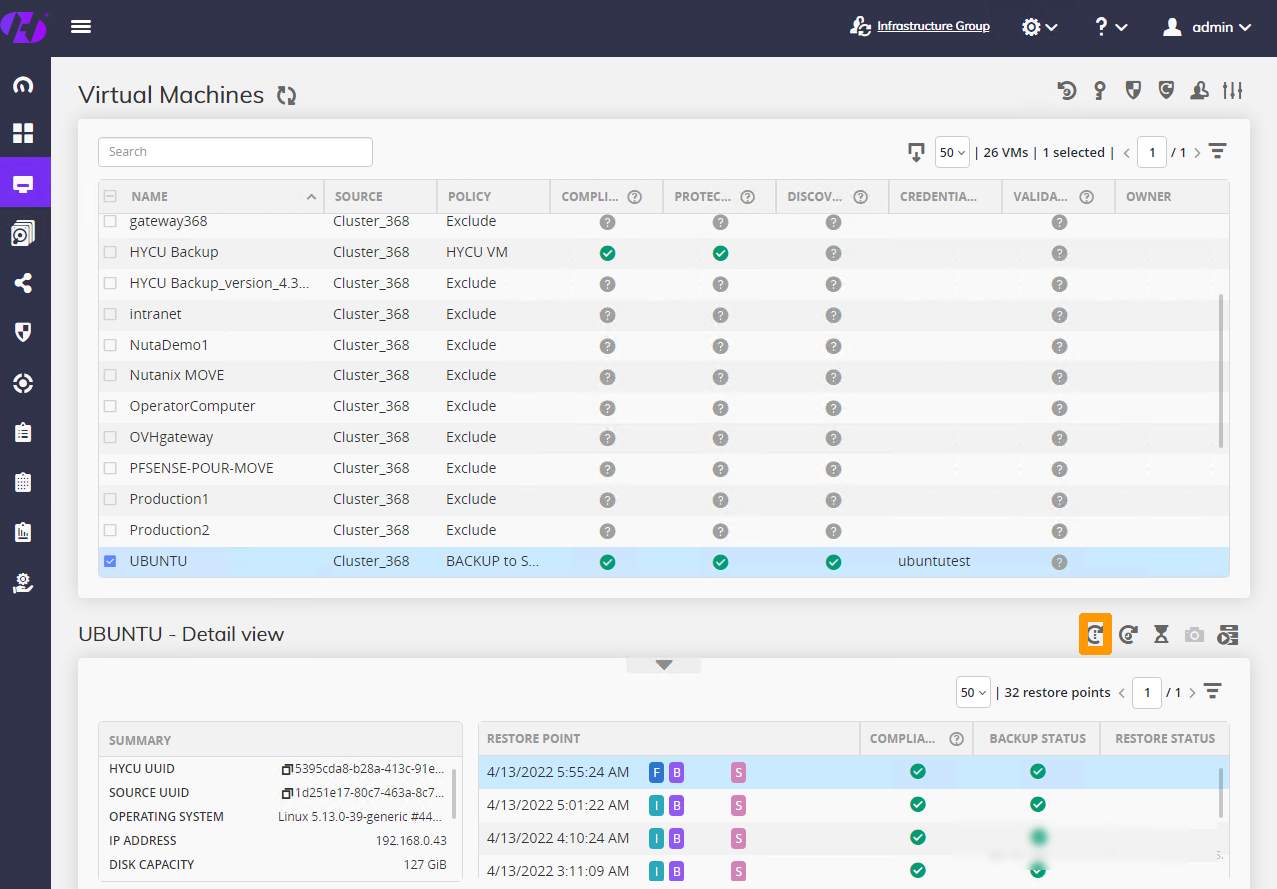 Infrastructure Group
? admin
Virtual Machines
Search
50 | 26 VMs | 1 selected | < 1 / 1 >
NAME SOURCE POLICY COMPLI... ? PROTEC... ? DISCOV... ? CREDENTIA... VALIDA... ? OWNER
gateway368 Cluster_368 Exclude ? ? ? ?
HYCU Backup Cluster_368 HYCU VM ? ?
HYCU Backup_version_4.3... Cluster_368 Exclude ? ? ? ?
intranet Cluster_368 Exclude ? ? ? ?
NutaDemo1 Cluster_368 Exclude ? ? ? ?
Nutanix MOVE Cluster_368 Exclude ? ? ? ?
OperatorComputer Cluster_368 Exclude ? ? ? ?
OVHgateway Cluster_368 Exclude ? ? ? ?
PFSENSE-POUR-MOVE Cluster_368 Exclude ? ? ? ?
Production1 Cluster_368 Exclude ? ? ? ?
Production2 Cluster_368 Exclude ? ? ? ?
UBUNTU Cluster_368 BACKUP to S... ubuntutest ?
UBUNTU - Detail view
50 | 32 restore points < 1 / 1 >
SUMMARY
HYCU UUID 5395cda8-b28a-413c-91e...
SOURCE UUID 1d251e17-80c7-463a-8c7...
OPERATING SYSTEM Linux 5.13.0-39-generic #44...
IP ADDRESS 192.168.0.43
DISK CAPACITY 127 GiB
RESTORE POINT COMPLIA... ? BACKUP STATUS RESTORE STATUS
4/13/2022 5:55:24 AM F B S
4/13/2022 5:01:22 AM I B S
4/13/2022 4:10:24 AM I B S
4/13/2022 3:11:09 AM I B S